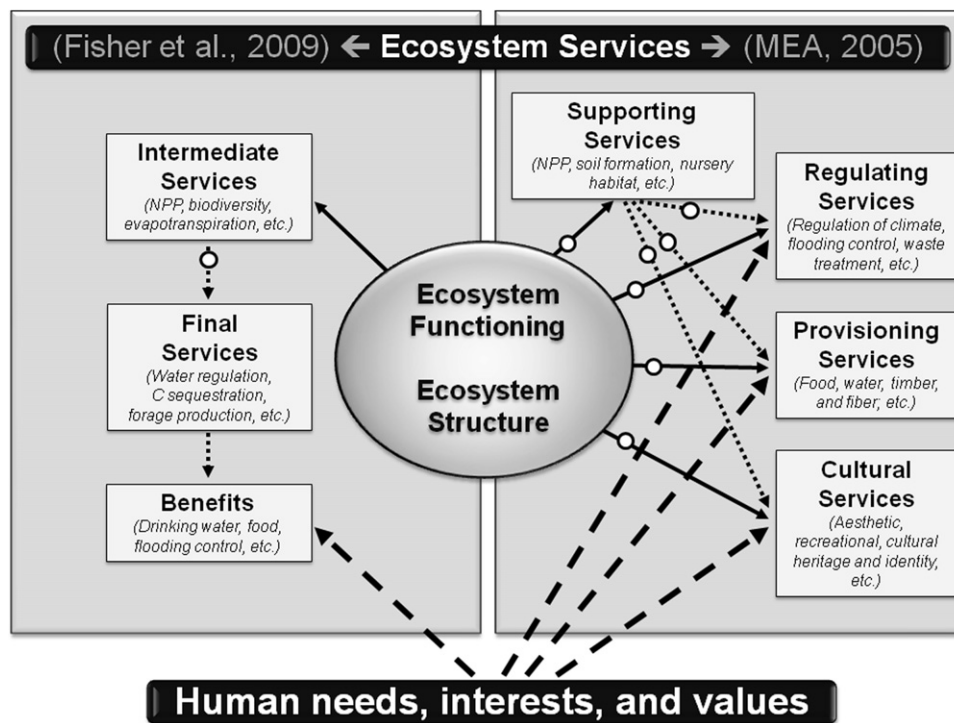 (Fisher et al., 2009) ← Ecosystem Services → (MEA, 2005)
Intermediate
Services
(NPP, biodiversity,
evapotranspiration, etc.)
Final
Services
(Water regulation,
C sequestration,
forage production, etc.)
Benefits
(Drinking water, food,
flooding control, etc.)
Ecosystem
Functioning
Ecosystem
Structure
Supporting
Services
(NPP, soil formation, nursery
habitat, etc.)
Regulating
Services
(Regulation of climate,
flooding control, waste
treatment, etc.)
Provisioning
Services
(Food, water, timber,
and fiber, etc.)
Cultural
Services
(Aesthetic,
recreational, cultural
heritage and identity,
etc.)
Human needs, interests, and values